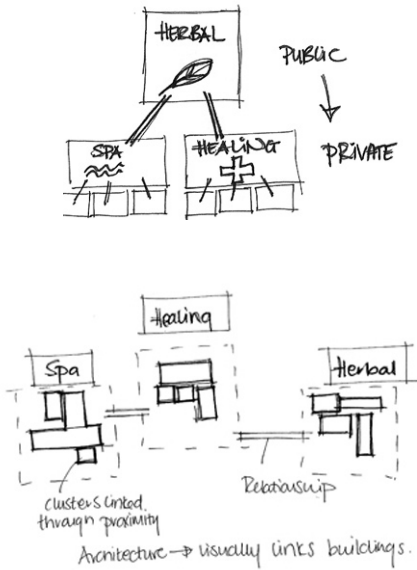 HERBAL
PUBLIC
SPA
HEALING
PRIVATE
Healing
Spa
Herbal
clusters linked
through proximity
Relationship
Architecture → visually links buildings.